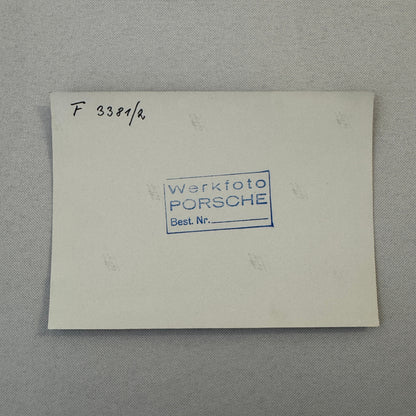 F 3381/2
Werkfoto
PORSCHE
Best. Nr.